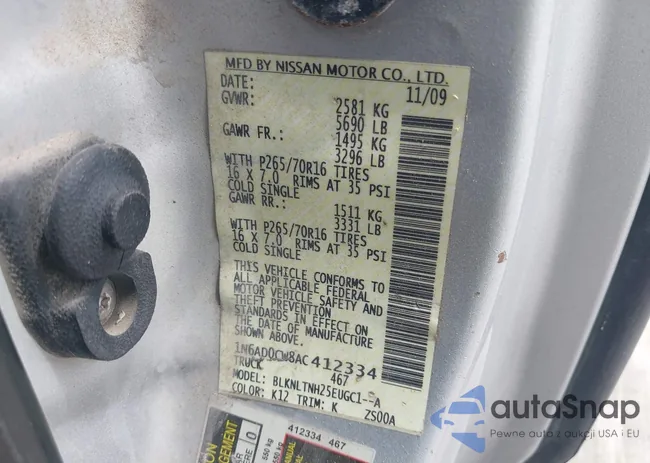 MFD BY NISSAN MOTOR CO., LTD.
DATE: 11/09
GVWR: 2581 KG
5690 LB
GAWR FR.: 1495 KG
3296 LB
WITH P265/70R16 TIRES
16 X 7.0 RIMS AT 35 PSI
COLD SINGLE
GAWR RR.: 1511 KG
3331 LB
WITH P265/70R16 TIRES
16 X 7.0 RIMS AT 35 PSI
COLD SINGLE
THIS VEHICLE CONFORMS TO
ALL APPLICABLE FEDERAL
MOTOR VEHICLE SAFETY AND
THEFT PREVENTION
STANDARDS IN EFFECT ON
THE DATE OF MANUFACTURE
SHOWN ABOVE.
1N6AD0CW8AC412334
TRUCK 467
MODEL: BLKNLTNH25EUGC1--A
COLOR: K12 TRIM: K ZS00A
412334 467
550 kg
autoSnap
Pewne auta z aukcji USA i EU